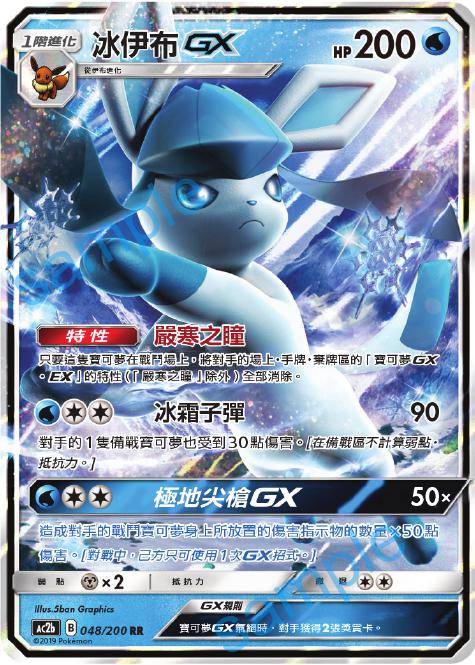 1階進化 冰伊布GX HP200
從伊布進化
特性 嚴寒之瞳
只要這隻寶可夢在戰鬥場上,將對手的場上・手牌・棄牌區的「寶可夢GX
・EX」的特性(「嚴寒之瞳」除外)全部消除。
冰霜子彈 90
對手的1隻備戰寶可夢也受到30點傷害。[在備戰區不計算弱點・
抵抗力。]
極地尖槍GX 50×
造成對手的戰鬥寶可夢身上所放置的傷害指示物的數量×50點
傷害。[對戰中,己方只可使用1次GX招式。]
弱點 ×2 抵抗力 撤退
illus.5ban Graphics
GX規則
AC2b B 048/200 RR
寶可夢GX氣絕時,對手獲得2張獎賞卡。
©2019 Pokémon
sample
sample
sample